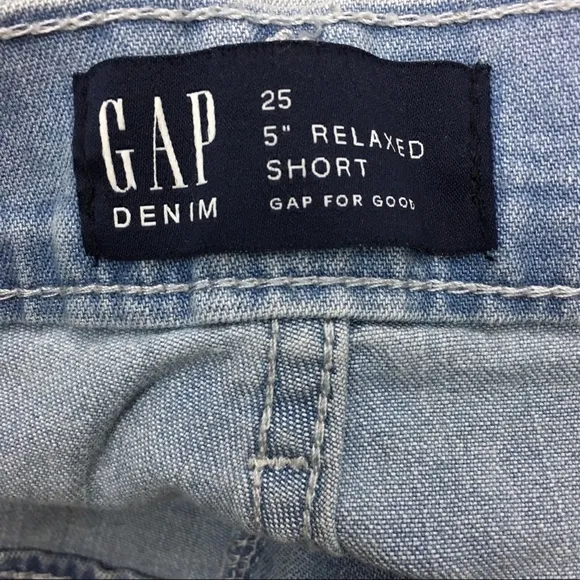 GAP
DENIM
25
5" RELAXED
SHORT
GAP FOR GOOD